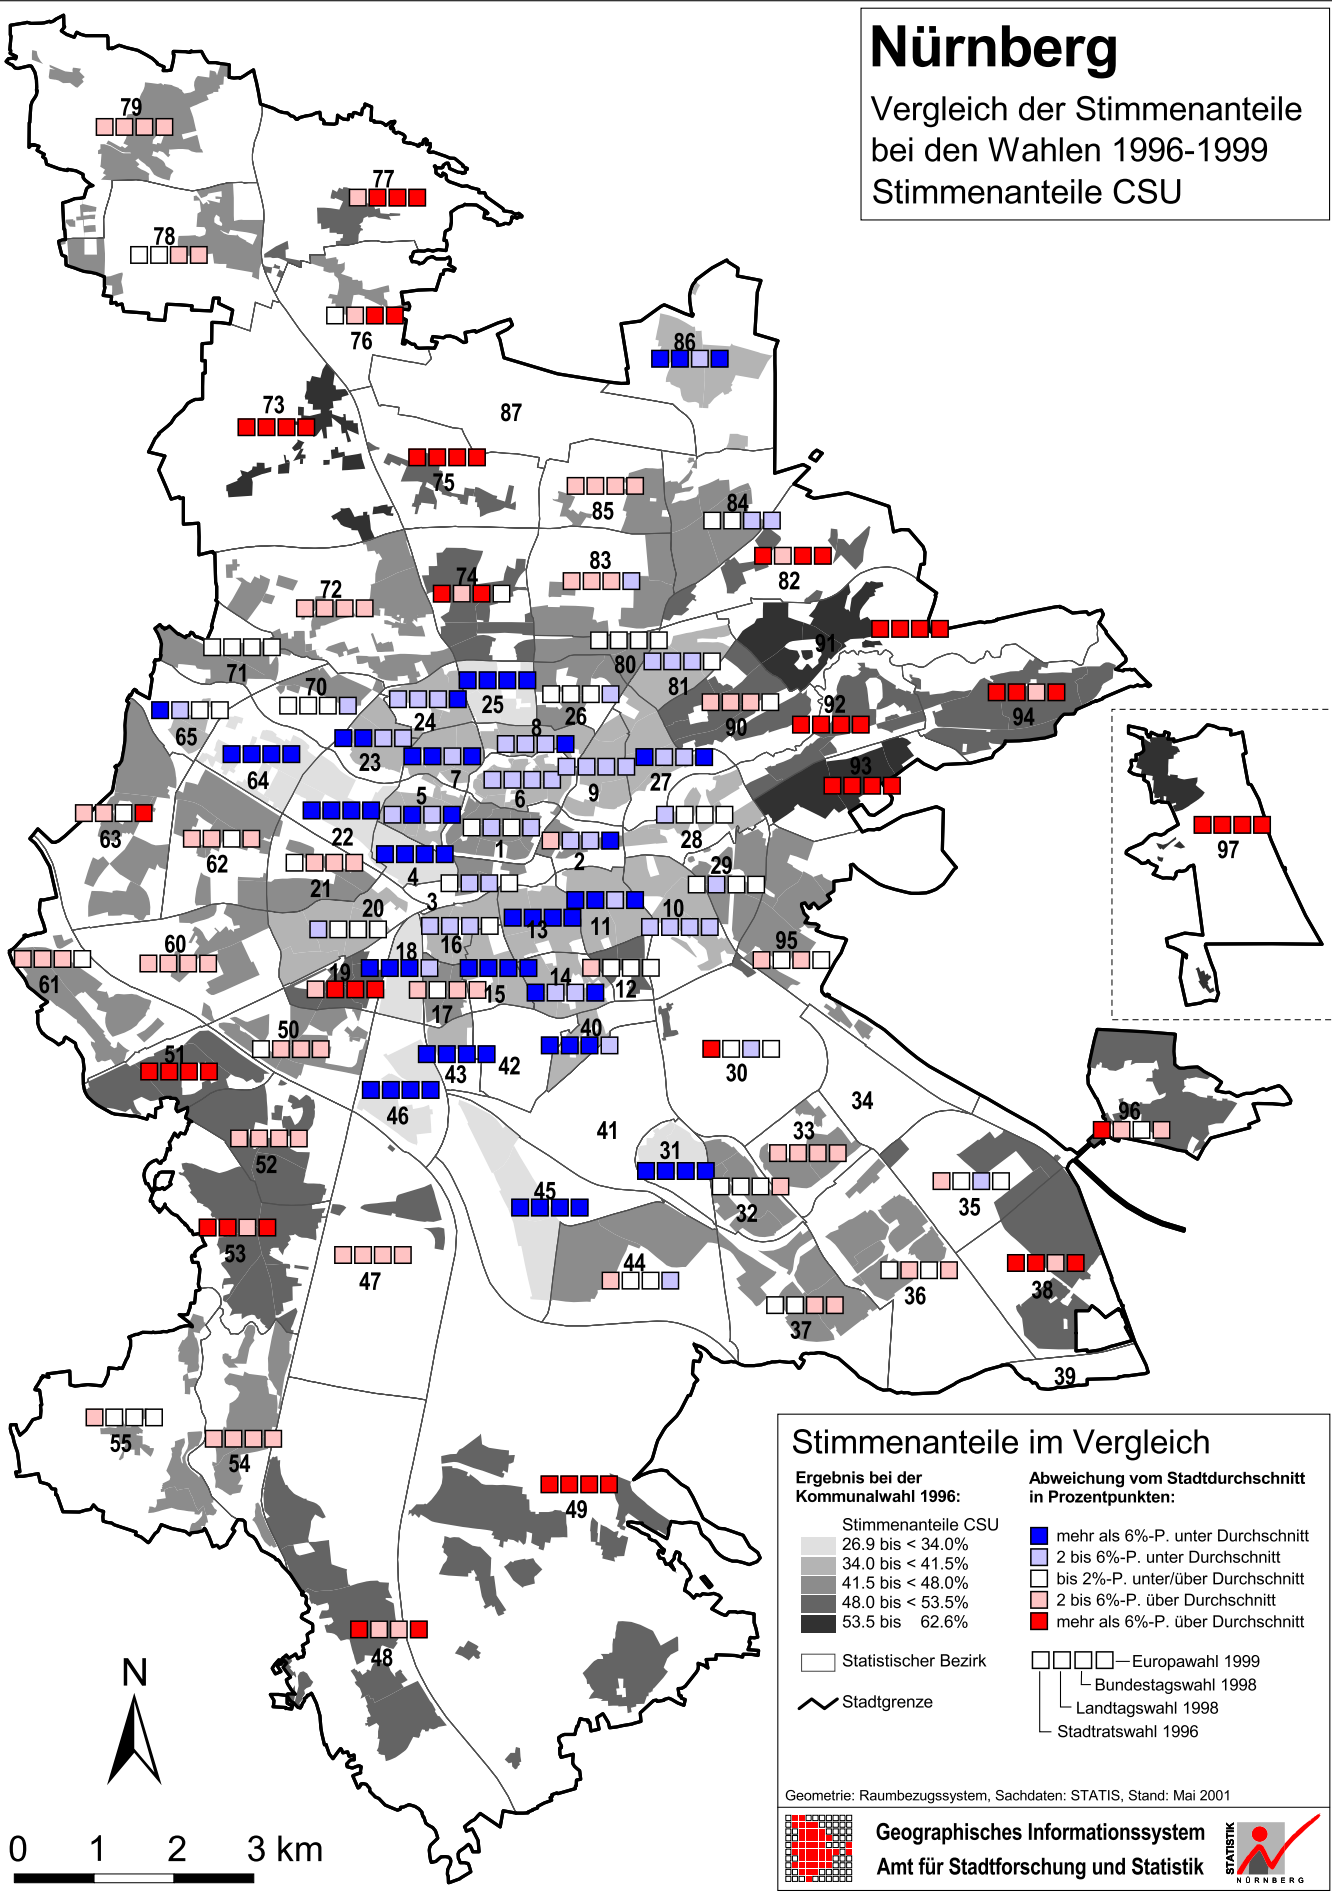 Nürnberg
Vergleich der Stimmenanteile
bei den Wahlen 1996-1999
Stimmenanteile CSU
79
77
78
76
86
73
87
75
85
84
82
83
74
72
91
80
71
81
70
25
26
92
94
24
90
65
8
23
7
27
93
64
6
9
5
97
63
22
28
62
1
2
4
29
21
3
20
13
11
10
16
60
18
95
61
19
14
12
15
17
50
40
51
30
43
42
46
34
96
41
33
52
31
45
35
32
53
44
47
38
36
37
39
55
54
49
48
Stimmenanteile im Vergleich
Ergebnis bei der
Kommunalwahl 1996:
Stimmenanteile CSU
26.9 bis < 34.0%
34.0 bis < 41.5%
41.5 bis < 48.0%
48.0 bis < 53.5%
53.5 bis 62.6%
Statistischer Bezirk
Stadtgrenze
Abweichung vom Stadtdurchschnitt
in Prozentpunkten:
mehr als 6%-P. unter Durchschnitt
2 bis 6%-P. unter Durchschnitt
bis 2%-P. unter/über Durchschnitt
2 bis 6%-P. über Durchschnitt
mehr als 6%-P. über Durchschnitt
Europawahl 1999
Bundestagswahl 1998
Landtagswahl 1998
Stadtratswahl 1996
Geometrie: Raumbezugssystem, Sachdaten: STATIS, Stand: Mai 2001
Geographisches Informationssystem
Amt für Stadtforschung und Statistik
STATISTIK
NÜRNBERG
N
0 1 2 3 km